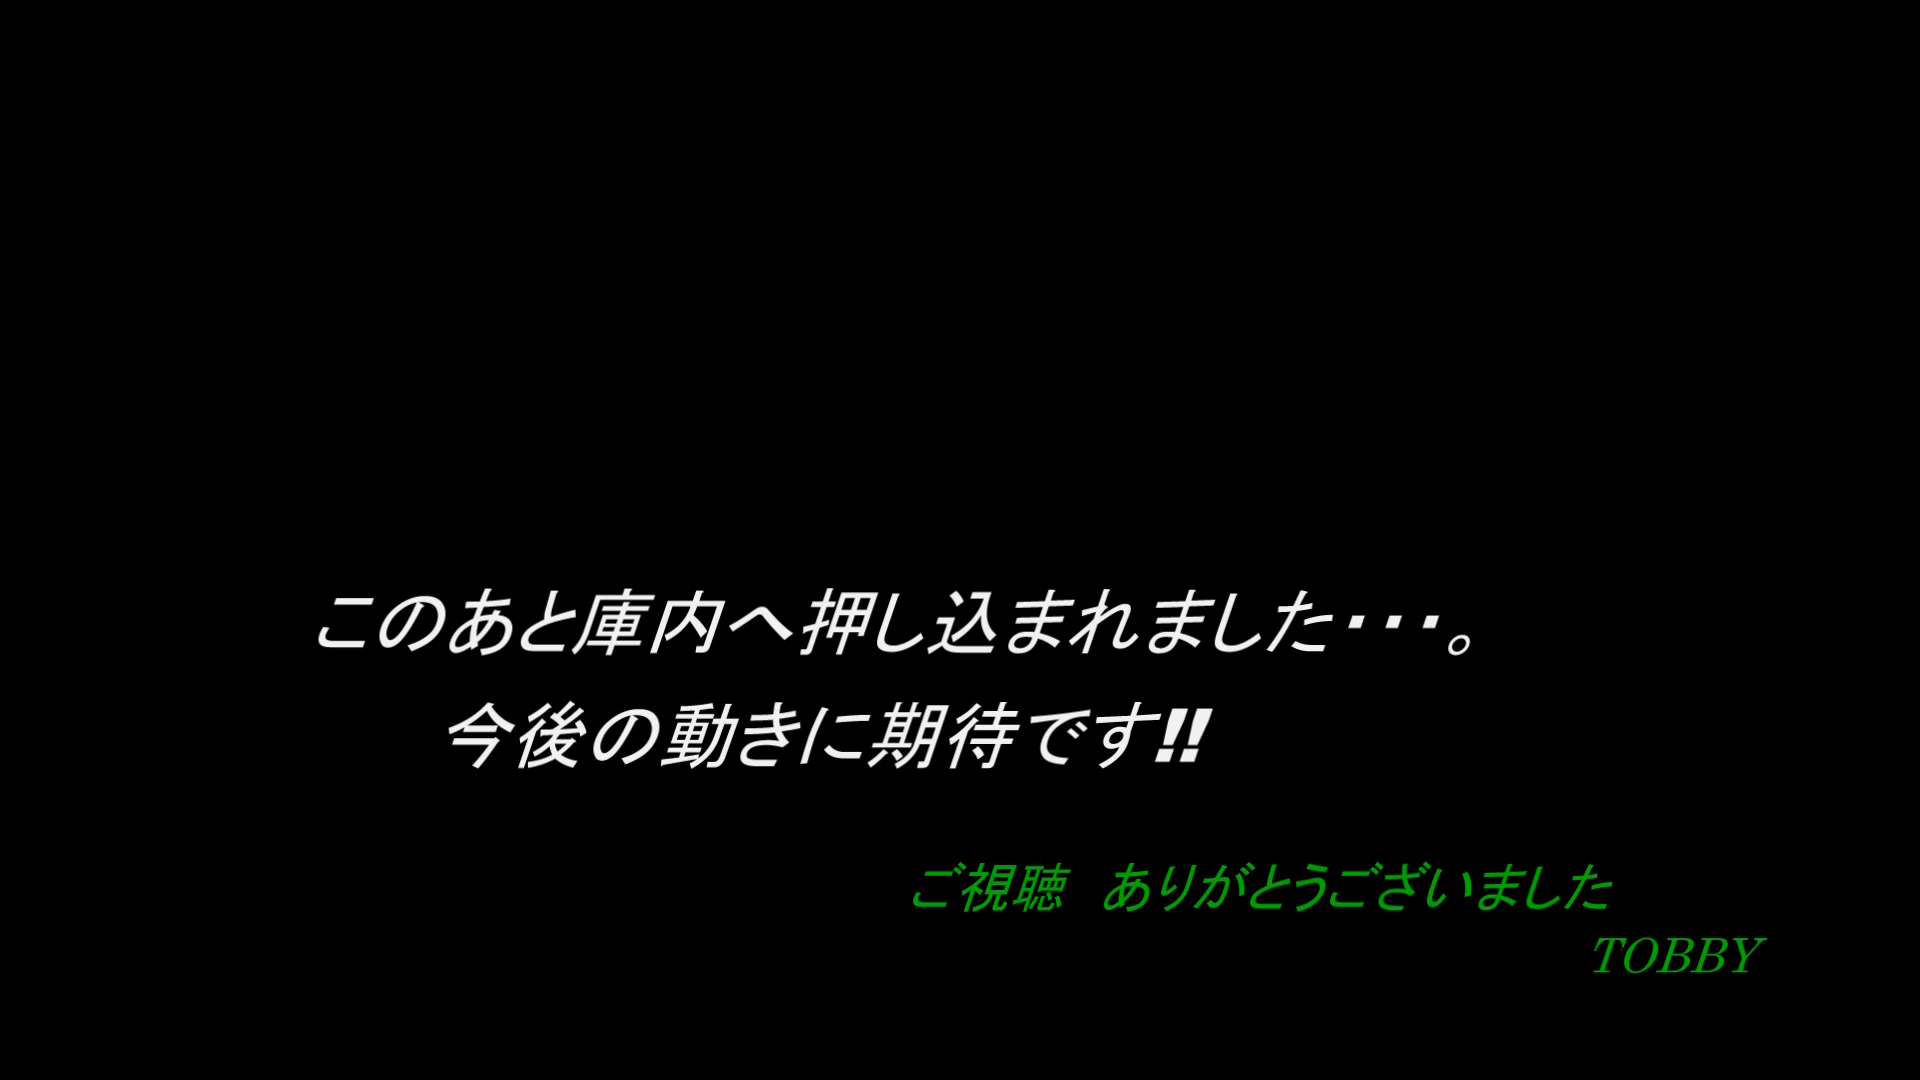 このあと庫内へ押し込まれました･･･。
今後の動きに期待です!!
ご視聴　ありがとうございました
TOBBY